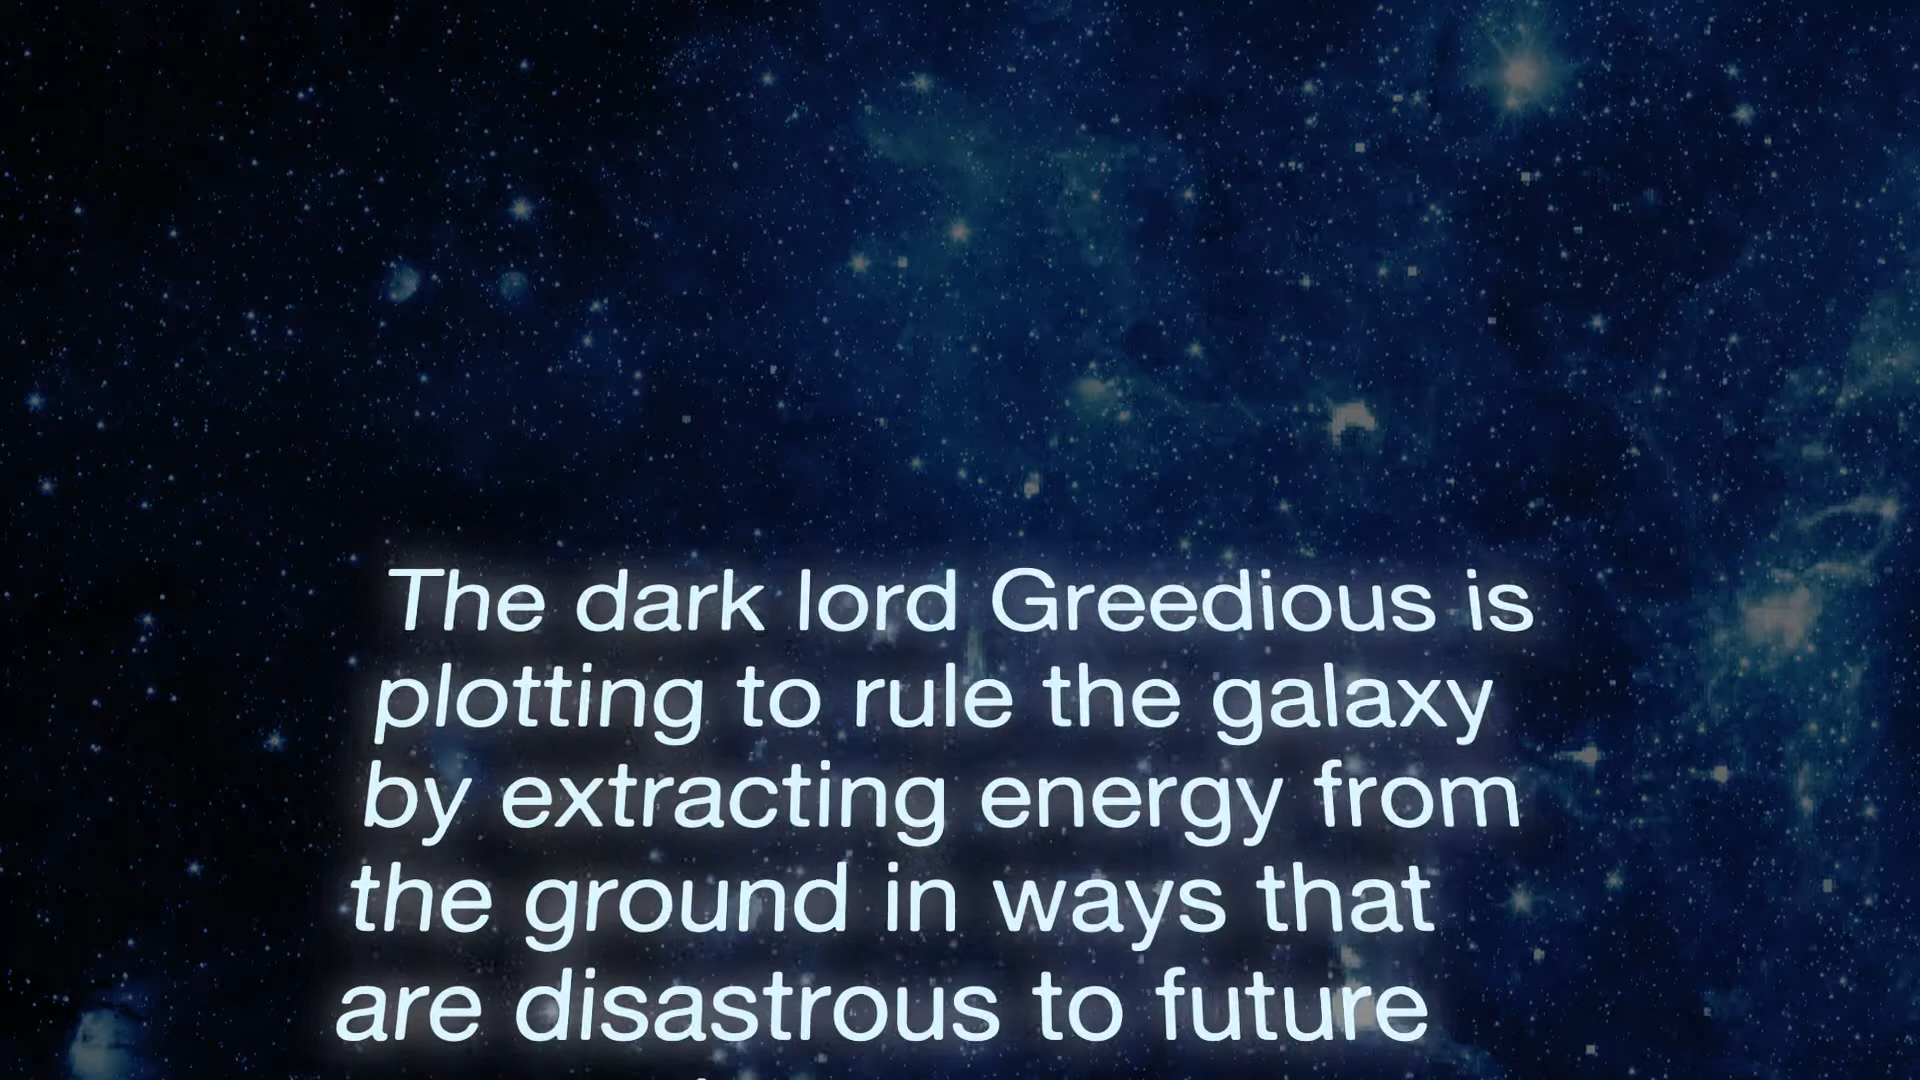 The dark lord Greedious is
plotting to rule the galaxy
by extracting energy from
the ground in ways that
are disastrous to future